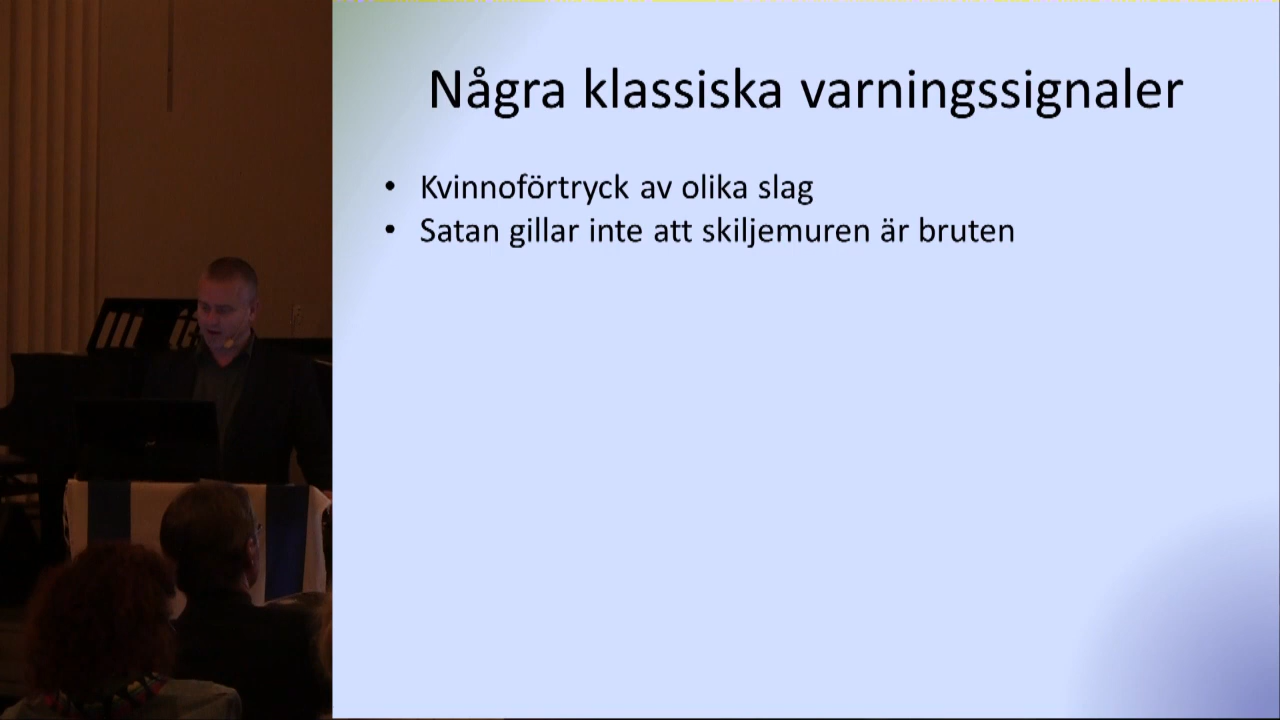 Några klassiska varningssignaler
• Kvinnoförtryck av olika slag
• Satan gillar inte att skiljemuren är bruten